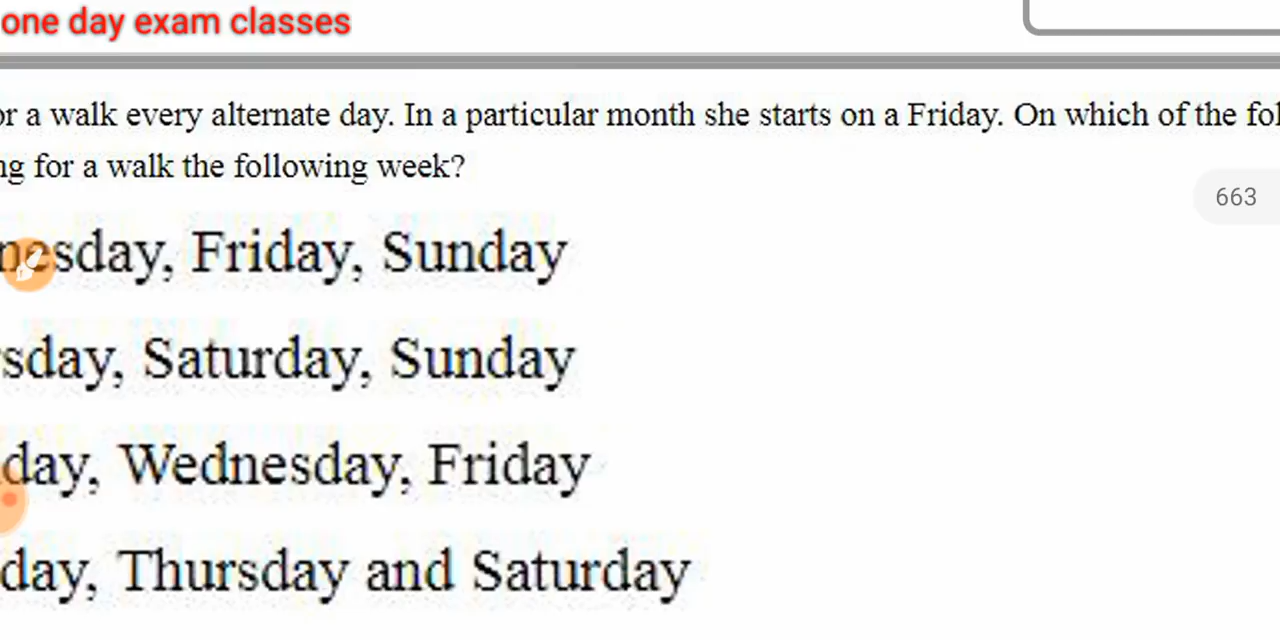 one day exam classes
or a walk every alternate day. In a particular month she starts on a Friday. On which of the fol
ng for a walk the following week?
663
nesday, Friday, Sunday
sday, Saturday, Sunday
day, Wednesday, Friday
day, Thursday and Saturday